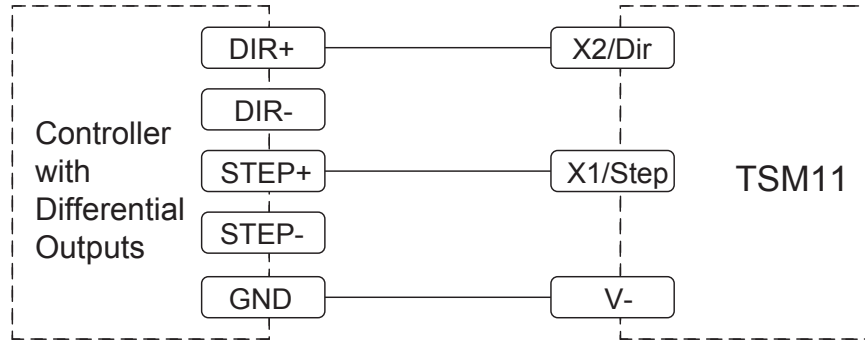 DIR+
X2/Dir
DIR-
Controller
with
Differential
Outputs
STEP+
X1/Step
TSM11
STEP-
GND
V-